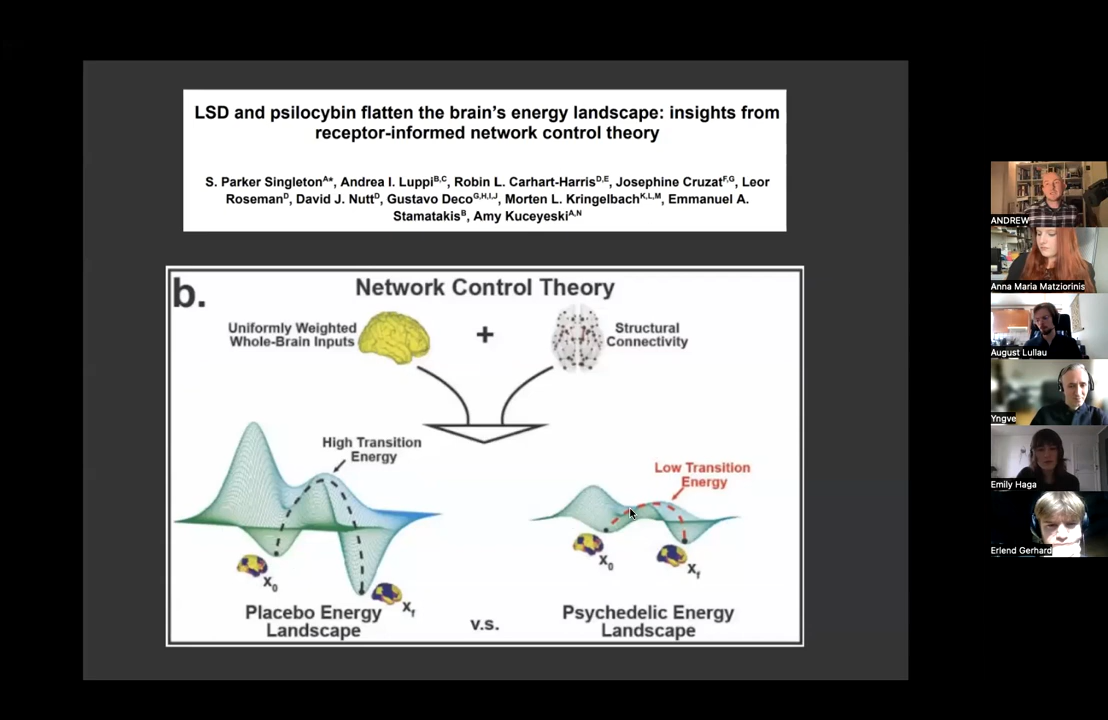 LSD and psilocybin flatten the brain's energy landscape: insights from
receptor-informed network control theory
S. Parker Singleton^A*, Andrea I. Luppi^B,C, Robin L. Carhart-Harris^D,E, Josephine Cruzat^F,G, Leor
Roseman^D, David J. Nutt^D, Gustavo Deco^G,H,I,J, Morten L. Kringelbach^K,L,M, Emmanuel A.
Stamatakis^B, Amy Kuceyeski^A,N
b.
Network Control Theory
Uniformly Weighted
Whole-Brain Inputs
+
Structural
Connectivity
High Transition
Energy
Low Transition
Energy
X0
Xf
X0
Xf
Placebo Energy
Landscape
v.s.
Psychedelic Energy
Landscape
ANDREW
Anna Maria Matziorinis
August Lullau
Yngve
Emily Haga
Erlend Gerhard